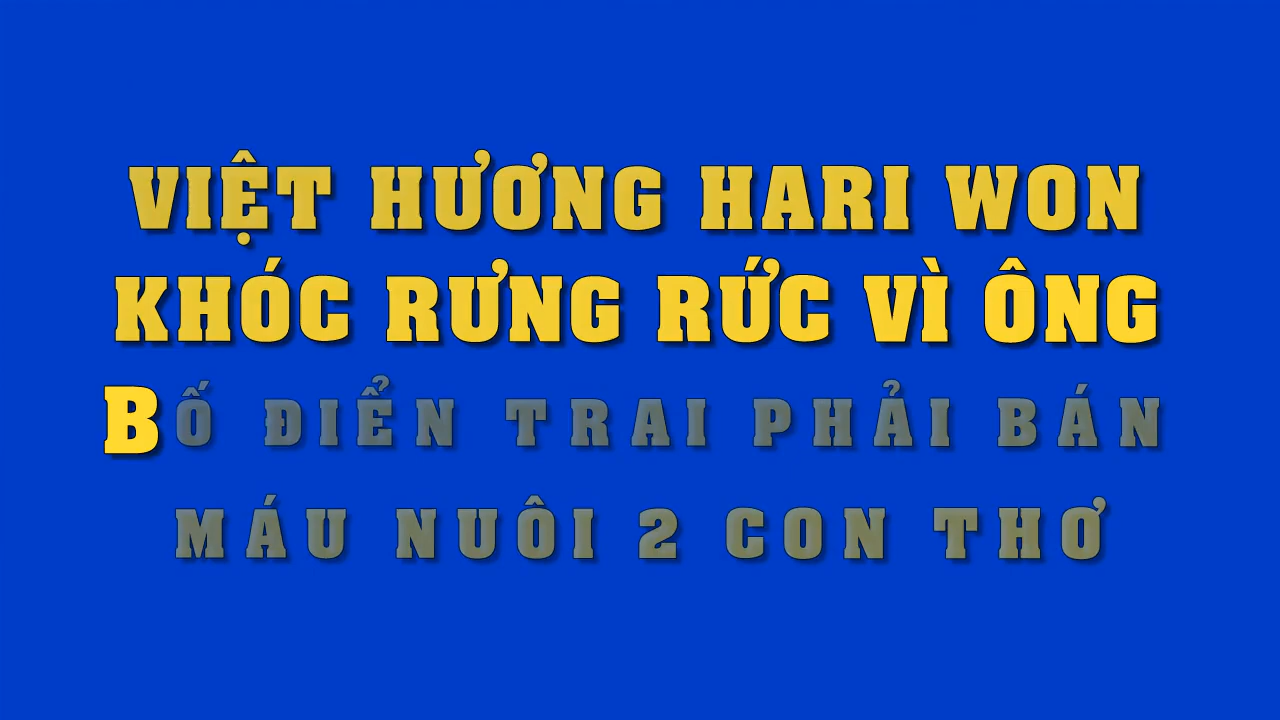 VIỆT HƯƠNG HARI WON
KHÓC RƯNG RỨC VÌ ÔNG
BỐ ĐIỂN TRAI PHẢI BÁN
MÁU NUÔI 2 CON THƠ